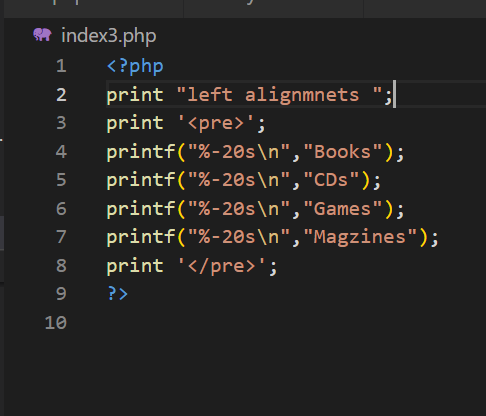 index3.php
1 <?php
2 print "left alignmnets ";
3 print '<pre>';
4 printf("%-20s\n","Books");
5 printf("%-20s\n","CDs");
6 printf("%-20s\n","Games");
7 printf("%-20s\n","Magzines");
8 print '</pre>';
9 ?>
10